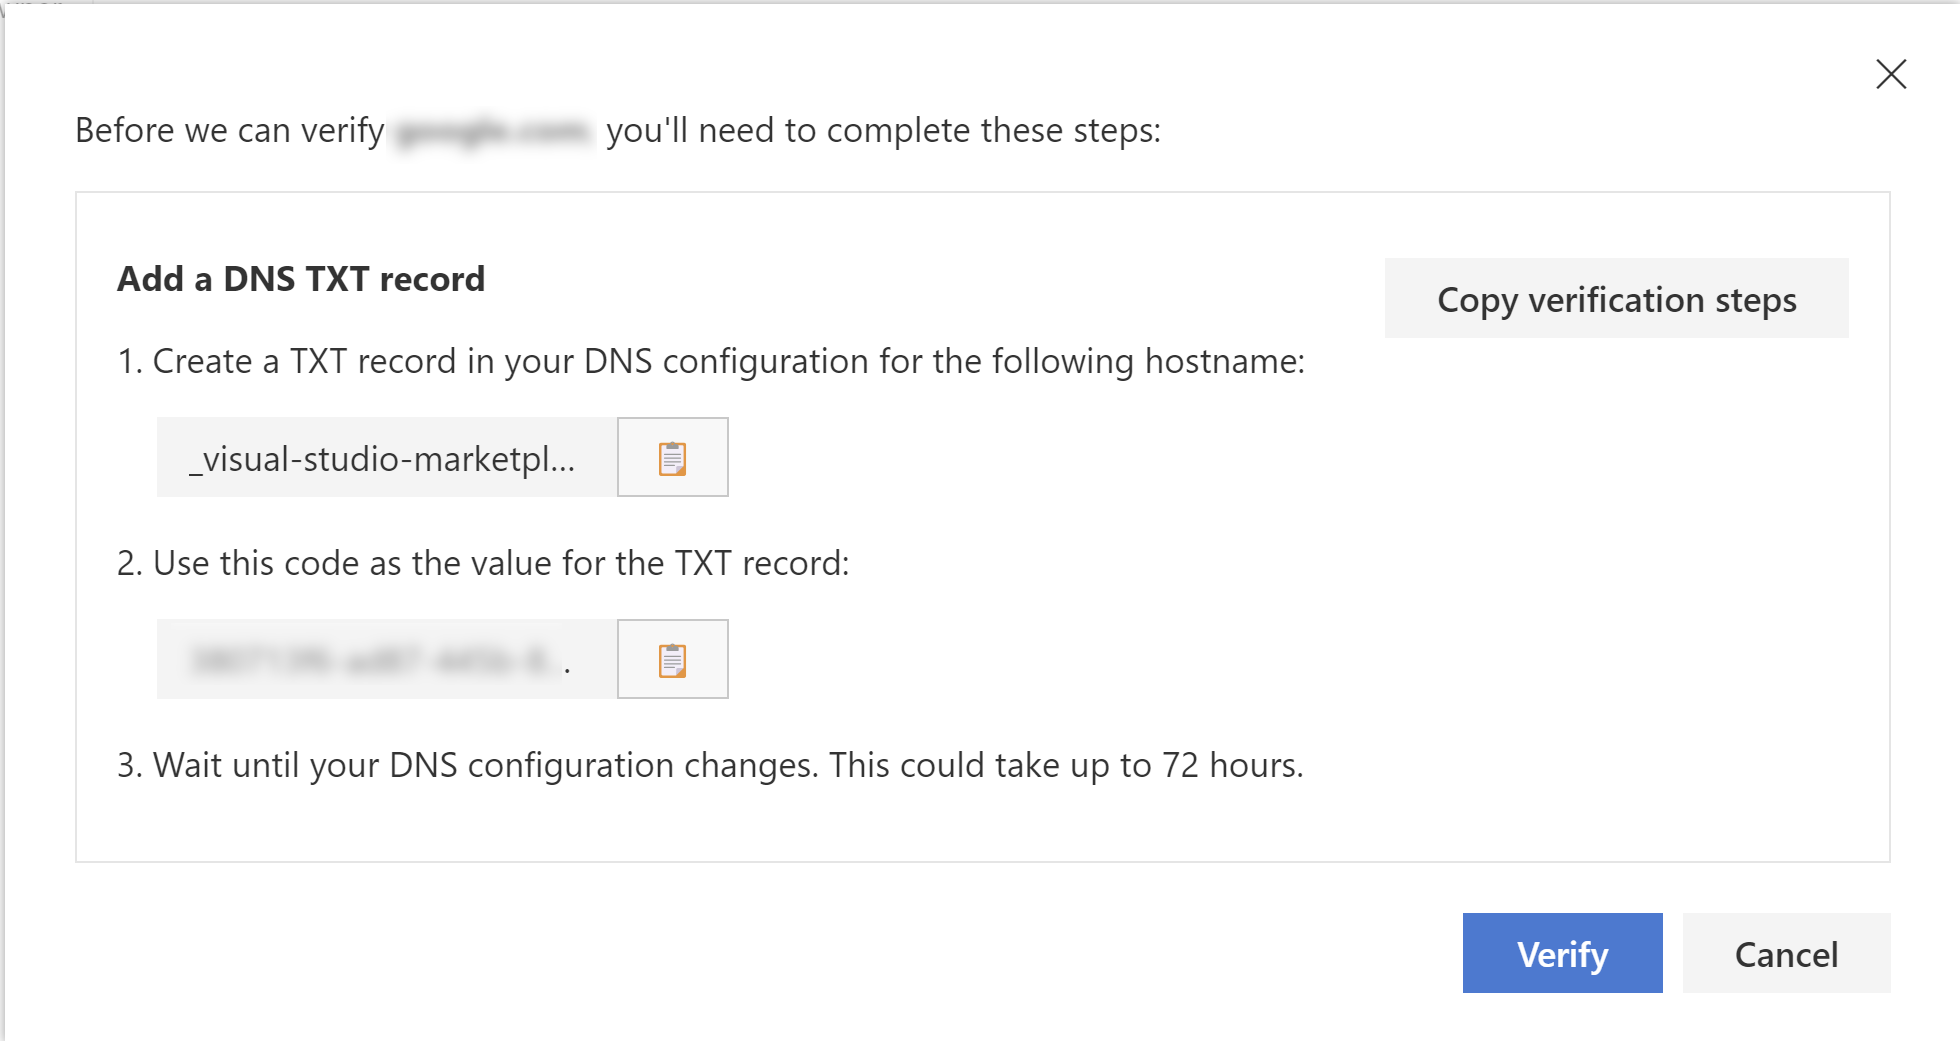 Before we can verify you'll need to complete these steps:
Add a DNS TXT record
Copy verification steps
1. Create a TXT record in your DNS configuration for the following hostname:
_visual-studio-marketpl...
2. Use this code as the value for the TXT record:
3. Wait until your DNS configuration changes. This could take up to 72 hours.
Verify
Cancel